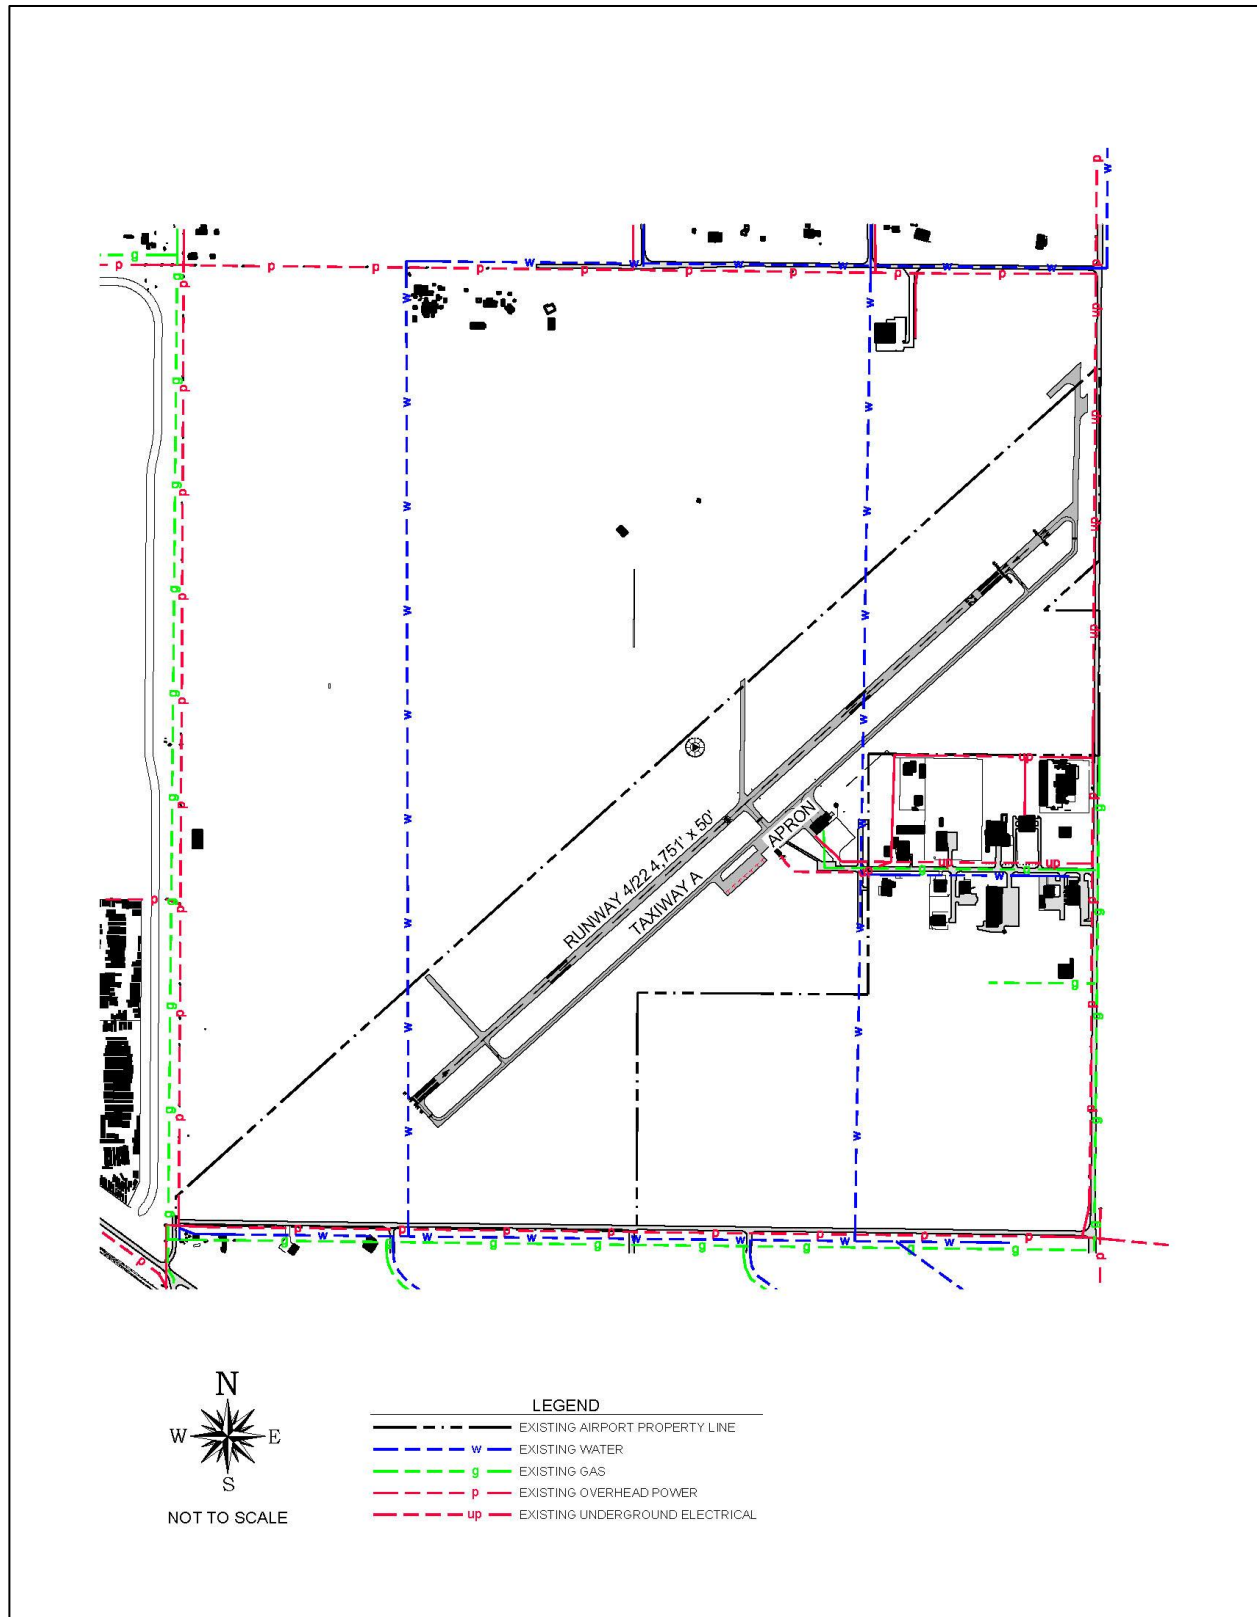 RUNWAY 4/22 4,751' x 50'
TAXIWAY A
APRON
N
W E
S
NOT TO SCALE
LEGEND
EXISTING AIRPORT PROPERTY LINE
w EXISTING WATER
g EXISTING GAS
p EXISTING OVERHEAD POWER
up EXISTING UNDERGROUND ELECTRICAL